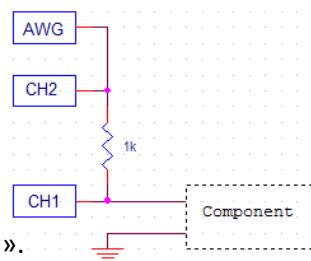 AWG
CH2
1k
CH1
Component
».